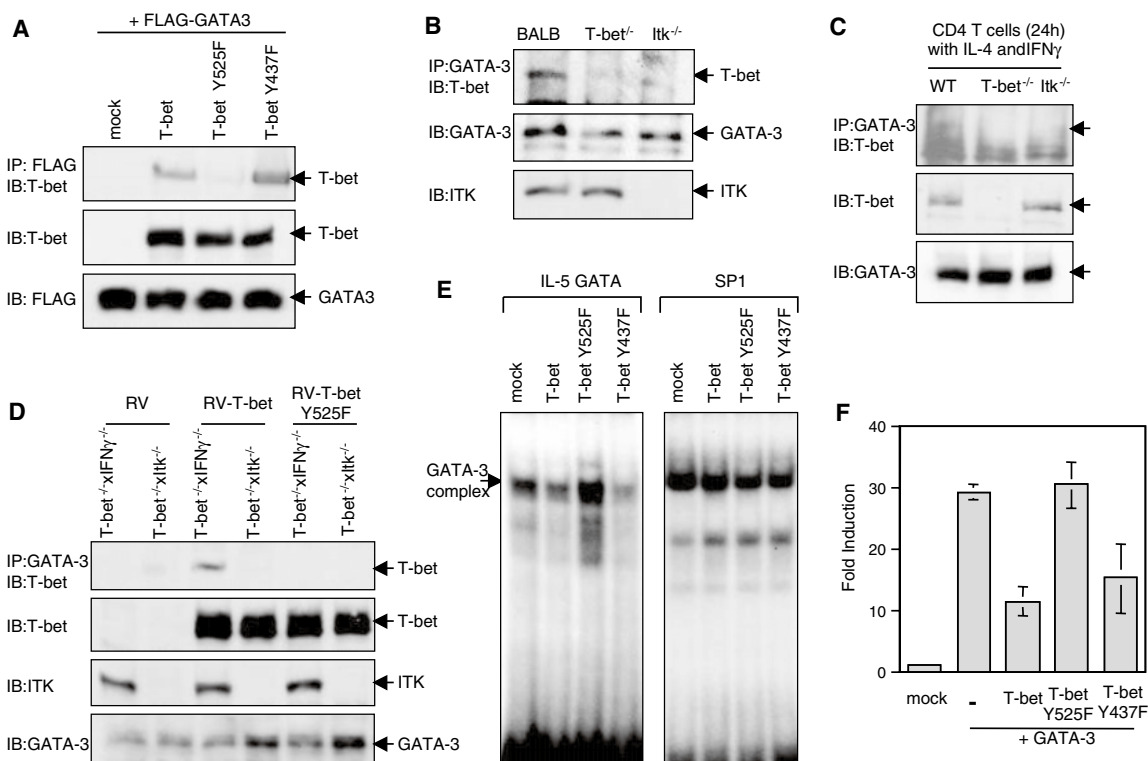 A
+ FLAG-GATA3
mock
T-bet
T-bet Y525F
T-bet Y437F
IP: FLAG
IB:T-bet
T-bet
IB:T-bet
T-bet
IB: FLAG
GATA3
B
BALB T-bet-/- Itk-/-
IP:GATA-3
IB:T-bet
T-bet
IB:GATA-3
GATA-3
IB:ITK
ITK
C
CD4 T cells (24h)
with IL-4 andIFNγ
WT T-bet-/- Itk-/-
IP:GATA-3
IB:T-bet
IB:T-bet
IB:GATA-3
D
RV
RV-T-bet
RV-T-bet
Y525F
T-bet-/-xIFNγ-/-
T-bet-/-xItk-/-
T-bet-/-xIFNγ-/-
T-bet-/-xItk-/-
T-bet-/-xIFNγ-/-
T-bet-/-xItk-/-
IP:GATA-3
IB:T-bet
T-bet
IB:T-bet
T-bet
IB:ITK
ITK
IB:GATA-3
GATA-3
E
IL-5 GATA
SP1
mock
T-bet
T-bet Y525F
T-bet Y437F
mock
T-bet
T-bet Y525F
T-bet Y437F
GATA-3
complex
F
Fold Induction
40
30
20
10
0
mock
-
T-bet
T-bet
Y525F
T-bet
Y437F
+ GATA-3